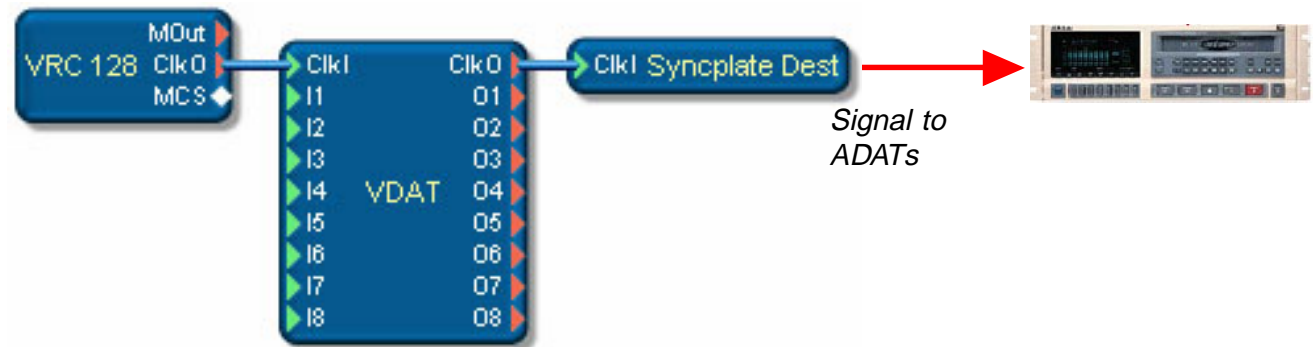 MOut
VRC 128 ClkO
MCS
ClkI ClkO
I1 O1
I2 O2
I3 O3
I4 VDAT O4
I5 O5
I6 O6
I7 O7
I8 O8
ClkI Syncplate Dest
Signal to
ADATs